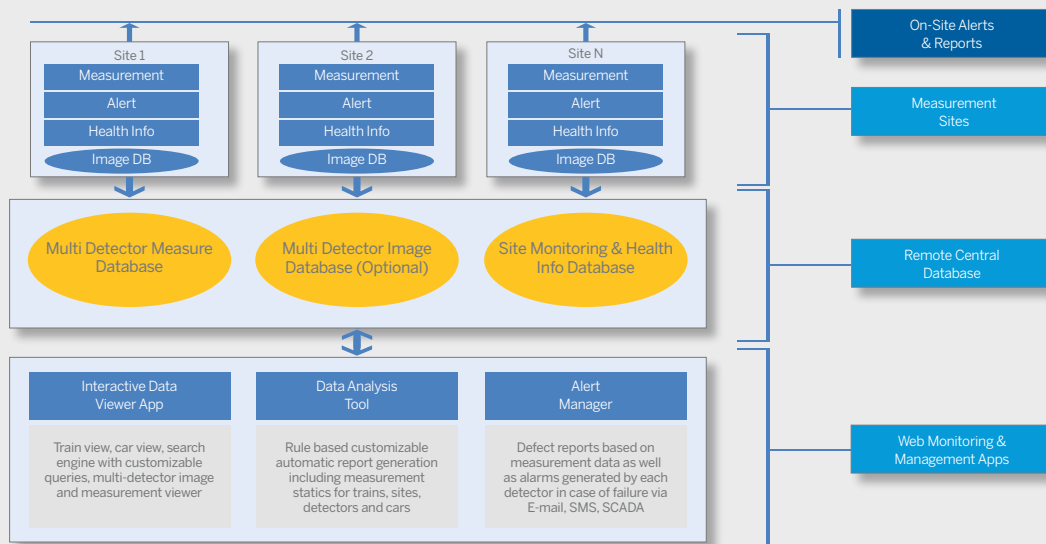 On-Site Alerts
& Reports
Site 1
Measurement
Alert
Health Info
Image DB
Site 2
Measurement
Alert
Health Info
Image DB
Site N
Measurement
Alert
Health Info
Image DB
Measurement
Sites
Multi Detector Measure
Database
Multi Detector Image
Database (Optional)
Site Monitoring & Health
Info Database
Remote Central
Database
Interactive Data
Viewer App
Train view, car view, search
engine with customizable
queries, multi-detector image
and measurement viewer
Data Analysis
Tool
Rule based customizable
automatic report generation
including measurement
statics for trains, sites,
detectors and cars
Alert
Manager
Defect reports based on
measurement data as well
as alarms generated by each
detector in case of failure via
E-mail, SMS, SCADA
Web Monitoring &
Management Apps